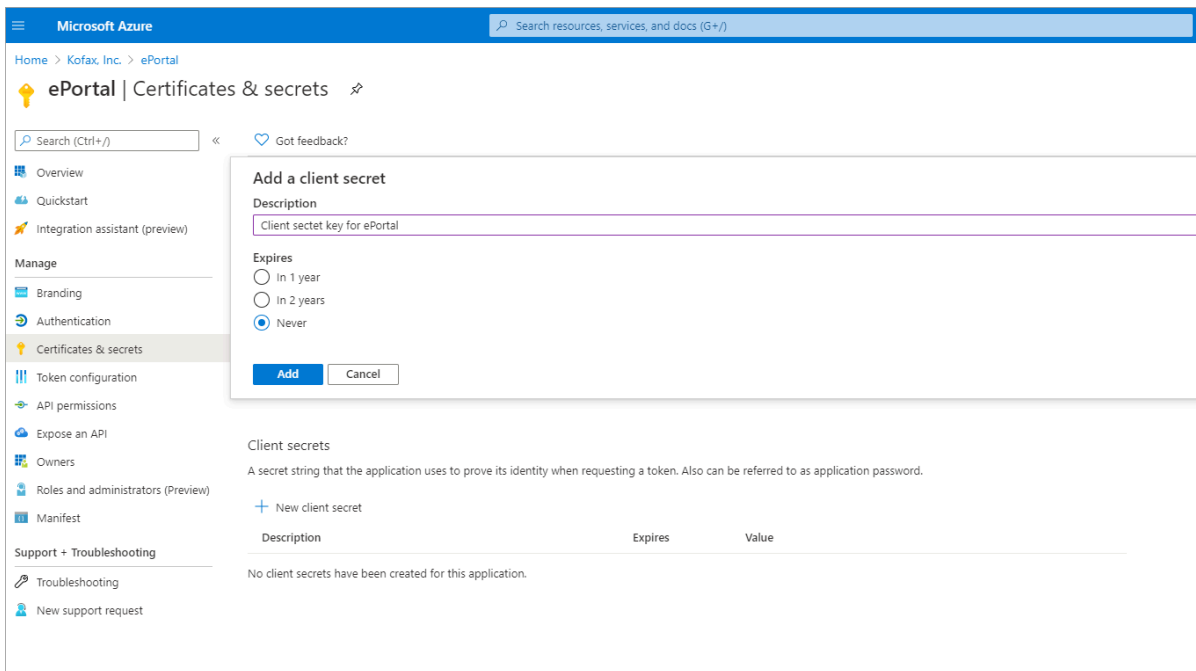 Microsoft Azure
Search resources, services, and docs (G+/)
Home > Kofax, Inc. > ePortal
ePortal | Certificates & secrets
Search (Ctrl+/)
«
Got feedback?
Overview
Quickstart
Integration assistant (preview)
Manage
Branding
Authentication
Certificates & secrets
Token configuration
API permissions
Expose an API
Owners
Roles and administrators (Preview)
Manifest
Support + Troubleshooting
Troubleshooting
New support request
Add a client secret
Description
Client sectet key for ePortal
Expires
In 1 year
In 2 years
Never
Add
Cancel
Client secrets
A secret string that the application uses to prove its identity when requesting a token. Also can be referred to as application password.
New client secret
Description Expires Value
No client secrets have been created for this application.